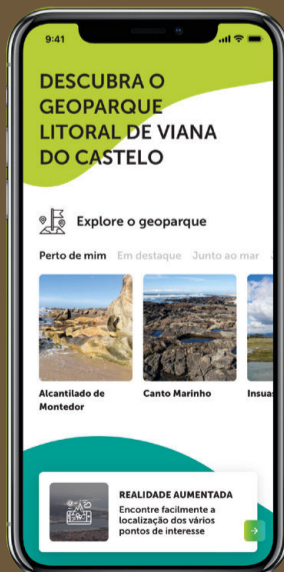 9:41
DESCUBRA O
GEOPARQUE
LITORAL DE VIANA
DO CASTELO
Explore o geoparque
Perto de mim Em destaque Junto ao mar
Alcantilado de
Montedor
Canto Marinho
REALIDADE AUMENTADA
Encontre facilmente a
localização dos vários
pontos de interesse